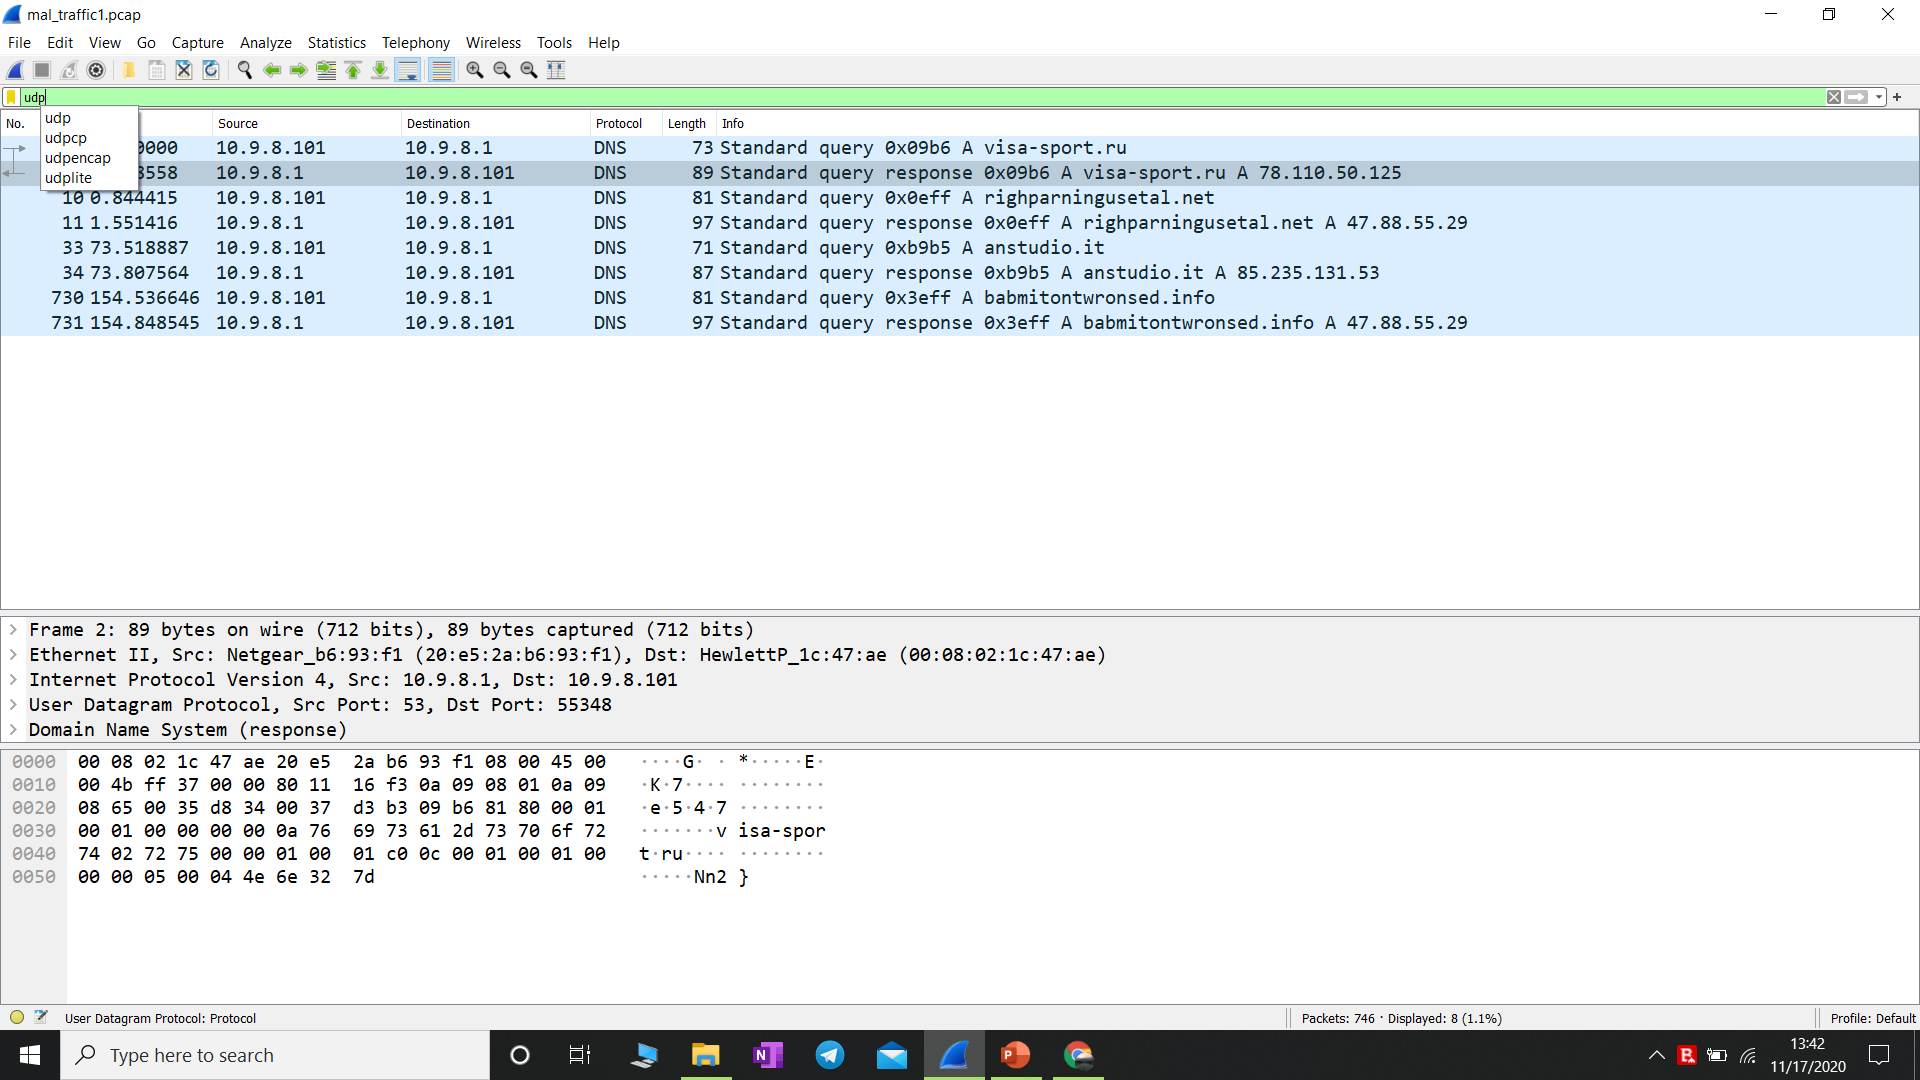 mal_traffic1.pcap
File Edit View Go Capture Analyze Statistics Telephony Wireless Tools Help
udp
udp
udpcp
udpencap
udplite
No. Source Destination Protocol Length Info
0000 10.9.8.101 10.9.8.1 DNS 73 Standard query 0x09b6 A visa-sport.ru
8558 10.9.8.1 10.9.8.101 DNS 89 Standard query response 0x09b6 A visa-sport.ru A 78.110.50.125
10 0.844415 10.9.8.101 10.9.8.1 DNS 81 Standard query 0x0eff A righparningusetal.net
11 1.551416 10.9.8.1 10.9.8.101 DNS 97 Standard query response 0x0eff A righparningusetal.net A 47.88.55.29
33 73.518887 10.9.8.101 10.9.8.1 DNS 71 Standard query 0xb9b5 A anstudio.it
34 73.807564 10.9.8.1 10.9.8.101 DNS 87 Standard query response 0xb9b5 A anstudio.it A 85.235.131.53
730 154.536646 10.9.8.101 10.9.8.1 DNS 81 Standard query 0x3eff A babmitontwronsed.info
731 154.848545 10.9.8.1 10.9.8.101 DNS 97 Standard query response 0x3eff A babmitontwronsed.info A 47.88.55.29
Frame 2: 89 bytes on wire (712 bits), 89 bytes captured (712 bits)
Ethernet II, Src: Netgear_b6:93:f1 (20:e5:2a:b6:93:f1), Dst: HewlettP_1c:47:ae (00:08:02:1c:47:ae)
Internet Protocol Version 4, Src: 10.9.8.1, Dst: 10.9.8.101
User Datagram Protocol, Src Port: 53, Dst Port: 55348
Domain Name System (response)
0000 00 08 02 1c 47 ae 20 e5 2a b6 93 f1 08 00 45 00 ····G· · *·····E·
0010 00 4b ff 37 00 00 80 11 16 f3 0a 09 08 01 0a 09 ·K·7···· ········
0020 08 65 00 35 d8 34 00 37 d3 b3 09 b6 81 80 00 01 ·e·5·4·7 ········
0030 00 01 00 00 00 00 0a 76 69 73 61 2d 73 70 6f 72 ·······v isa-spor
0040 74 02 72 75 00 00 01 00 01 c0 0c 00 01 00 01 00 t·ru···· ········
0050 00 00 05 00 04 4e 6e 32 7d ·····Nn2 }
User Datagram Protocol: Protocol Packets: 746 · Displayed: 8 (1.1%) Profile: Default
Type here to search
13:42
11/17/2020